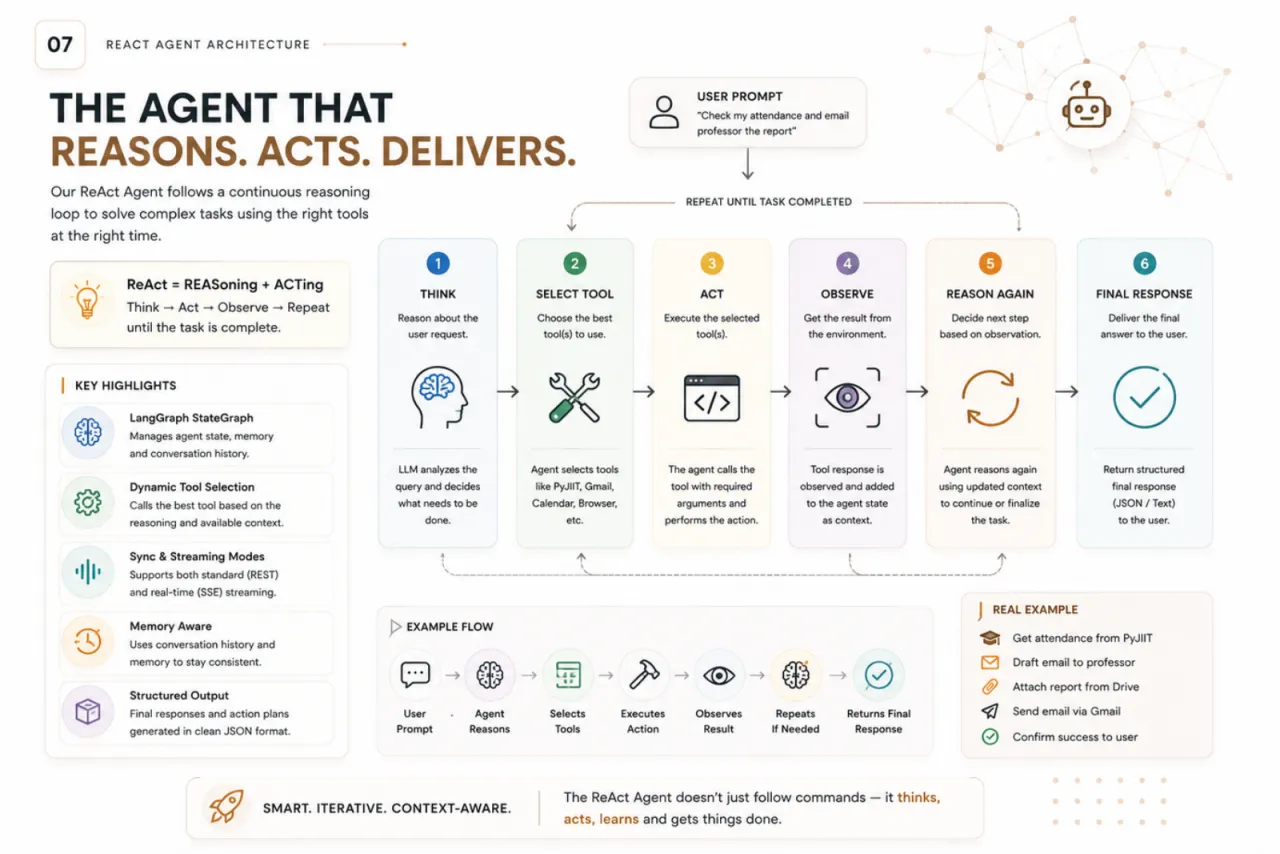 07
REACT AGENT ARCHITECTURE
THE AGENT THAT
REASONS. ACTS. DELIVERS.
Our ReAct Agent follows a continuous reasoning
loop to solve complex tasks using the right tools
at the right time.
ReAct = REASoning + ACTing
Think → Act → Observe → Repeat
until the task is complete.
KEY HIGHLIGHTS
LangGraph StateGraph
Manages agent state, memory
and conversation history.
Dynamic Tool Selection
Calls the best tool based on the
reasoning and available context.
Sync & Streaming Modes
Supports both standard (REST)
and real-time (SSE) streaming.
Memory Aware
Uses conversation history and
memory to stay consistent.
Structured Output
Final responses and action plans
generated in clean JSON format.
USER PROMPT
"Check my attendance and email
professor the report"
REPEAT UNTIL TASK COMPLETED
1
THINK
Reason about the
user request.
LLM analyzes the
query and decides
what needs to be
done.
2
SELECT TOOL
Choose the best
tool(s) to use.
Agent selects tools
like PyJIIT, Gmail,
Calendar, Browser,
etc.
3
ACT
Execute the selected
tool(s).
</>
The agent calls the
tool with required
arguments and
performs the action.
4
OBSERVE
Get the result from
the environment.
Tool response is
observed and added
to the agent state
as context.
5
REASON AGAIN
Decide next step
based on observation.
Agent reasons again
using updated context
to continue or finalize
the task.
6
FINAL RESPONSE
Deliver the final
answer to the user.
Return structured
final response
(JSON / Text)
to the user.
EXAMPLE FLOW
User
Prompt
Agent
Reasons
Selects
Tools
Executes
Action
Observes
Result
Repeats
If Needed
Returns Final
Response
REAL EXAMPLE
Get attendance from PyJIIT
Draft email to professor
Attach report from Drive
Send email via Gmail
Confirm success to user
SMART. ITERATIVE. CONTEXT-AWARE.
The ReAct Agent doesn't just follow commands — it thinks,
acts, learns and gets things done.